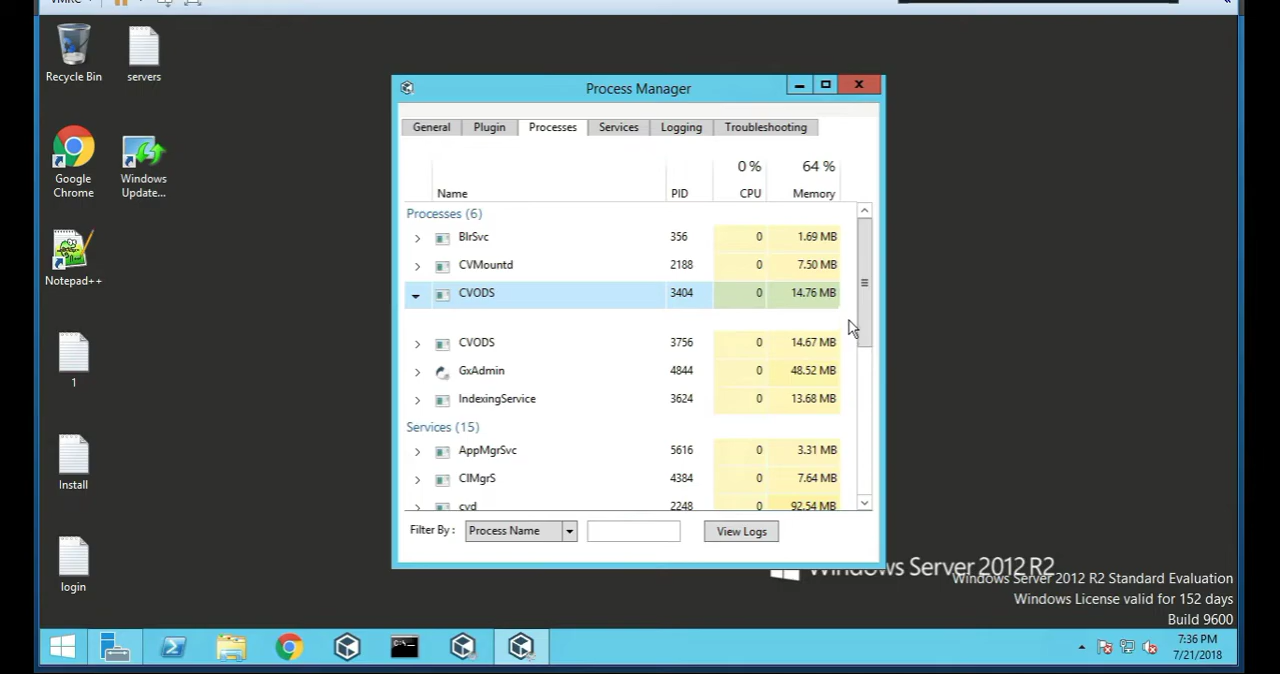 VMRC
Recycle Bin
servers
Google
Chrome
Windows
Update...
Notepad++
1
Install
login
Process Manager
General Plugin Processes Services Logging Troubleshooting
0% 64%
Name PID CPU Memory
Processes (6)
BlrSvc 356 0 1.69 MB
CVMountd 2188 0 7.50 MB
CVODS 3404 0 14.76 MB
CVODS 3756 0 14.67 MB
GxAdmin 4844 0 48.52 MB
IndexingService 3624 0 13.68 MB
Services (15)
AppMgrSvc 5616 0 3.31 MB
ClMgrS 4384 0 7.64 MB
cvd 2248 0 92.54 MB
Filter By : Process Name View Logs
Windows Server 2012 R2
Windows Server 2012 R2 Standard Evaluation
Windows License valid for 152 days
Build 9600
7:36 PM
7/21/2018